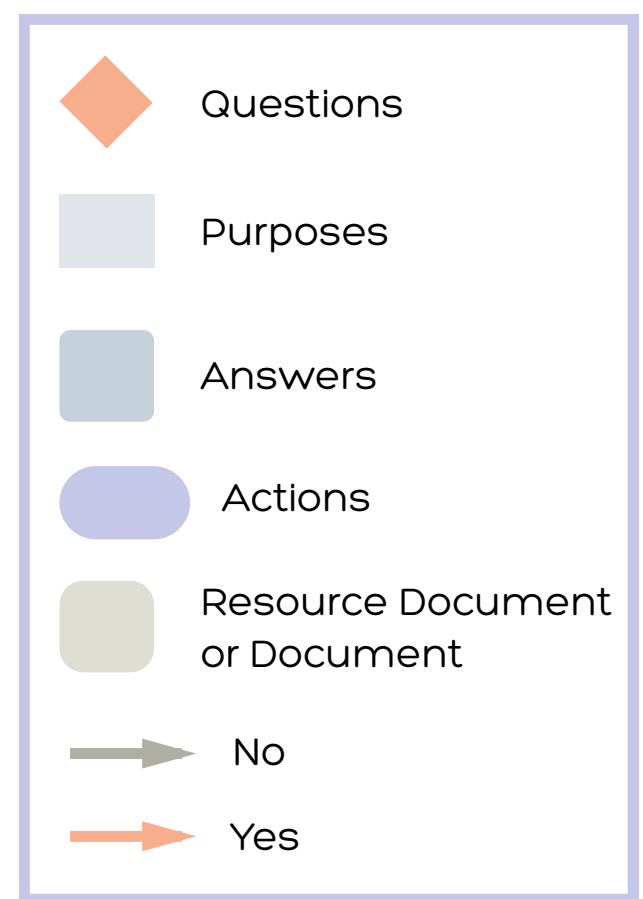 Questions
Purposes
Answers
Actions
Resource Document
or Document
No
Yes